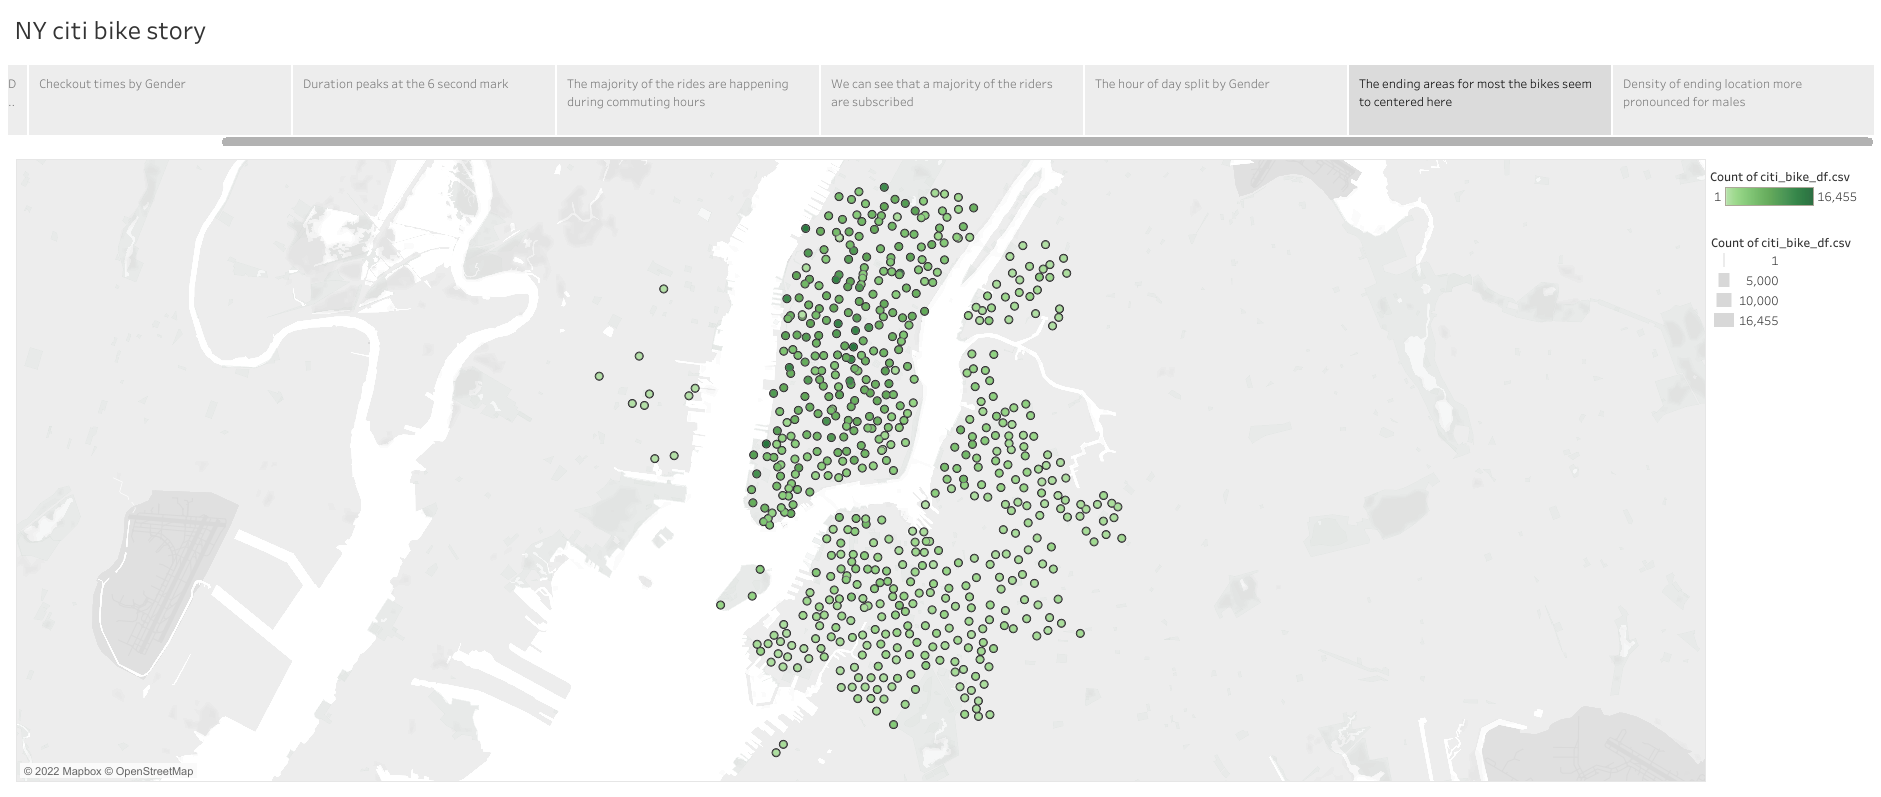 NY citi bike story
D
..
Checkout times by Gender
Duration peaks at the 6 second mark
The majority of the rides are happening
during commuting hours
We can see that a majority of the riders
are subscribed
The hour of day split by Gender
The ending areas for most the bikes seem
to centered here
Density of ending location more
pronounced for males
Count of citi_bike_df.csv
1 16,455
Count of citi_bike_df.csv
1
5,000
10,000
16,455
© 2022 Mapbox © OpenStreetMap